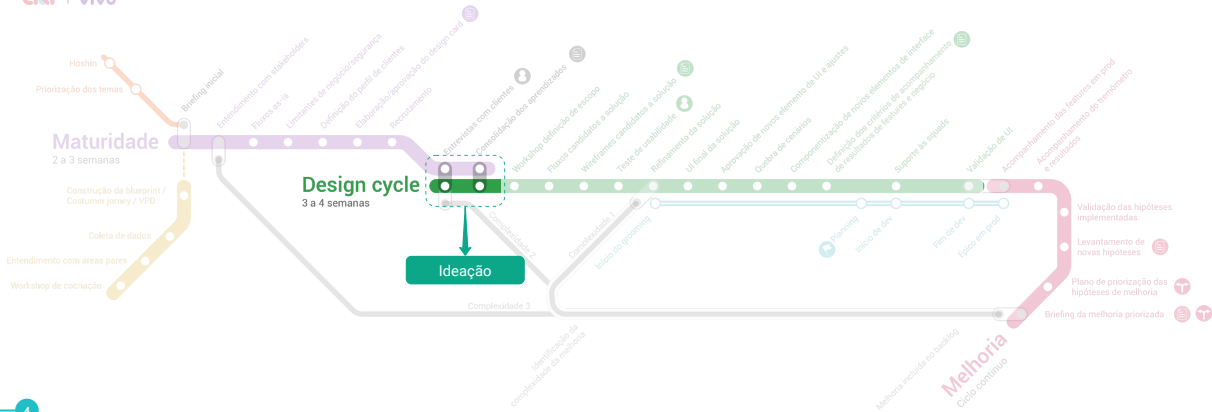 vivo
Hoshin
Priorização dos temas
Briefing inicial
Maturidade
2 a 3 semanas
Entendimento com stakeholders
Fluxos as-is
Limitantes de negócio/segurança
Definição do perfil de clientes
Elaboração/aprovação do design card
Recrutamento
Construção da blueprint /
Costumer jorney / VPD
Coleta de dados
Entendimento com áreas pares
Workshop de cocriação
Design cycle
3 a 4 semanas
Entrevistas com clientes
Consolidação dos aprendizados
Workshop definição de escopo
Fluxos candidatos a solução
Wireframes candidatos a solução
Teste de usabilidade
Refinamento da solução
UI final da solução
Aprovação de novos elemento de UI e ajustes
Quebra de cenários
Componentização de novos elementos de interface
Definição dos critérios de acompanhamento
de resultados de features e negócio
Suporte às squads
Validação de UI
Acompanhamento das features em prod
Acompanhamento do termômetro
e resultados
Ideação
Complexidade 2
Complexidade 1
Complexidade 3
Início do grooming
Planning
Início de dev
Fim de dev
Épico em prod
Identificação da
complexidade da melhoria
Validação das hipóteses
implementadas
Levantamento de
novas hipóteses
Plano de priorização das
hipóteses de melhoria
Briefing da melhoria priorizada
Melhoria incluída no backlog
Melhoria
Ciclo contínuo